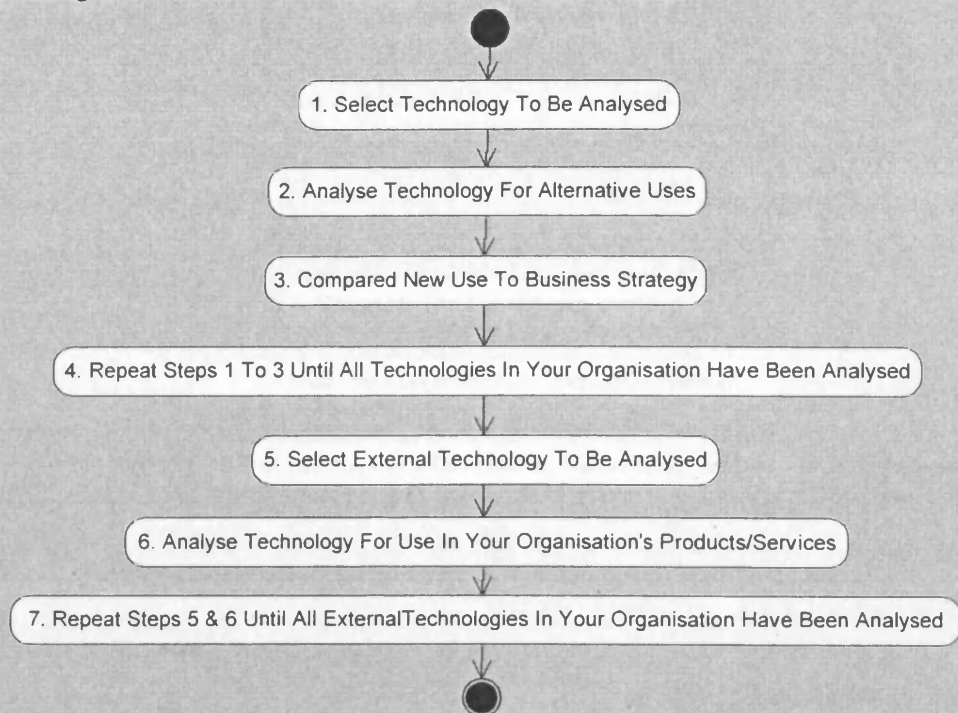 1. Select Technology To Be Analysed
2. Analyse Technology For Alternative Uses
3. Compared New Use To Business Strategy
4. Repeat Steps 1 To 3 Until All Technologies In Your Organisation Have Been Analysed
5. Select External Technology To Be Analysed
6. Analyse Technology For Use In Your Organisation's Products/Services
7. Repeat Steps 5 & 6 Until All ExternalTechnologies In Your Organisation Have Been Analysed